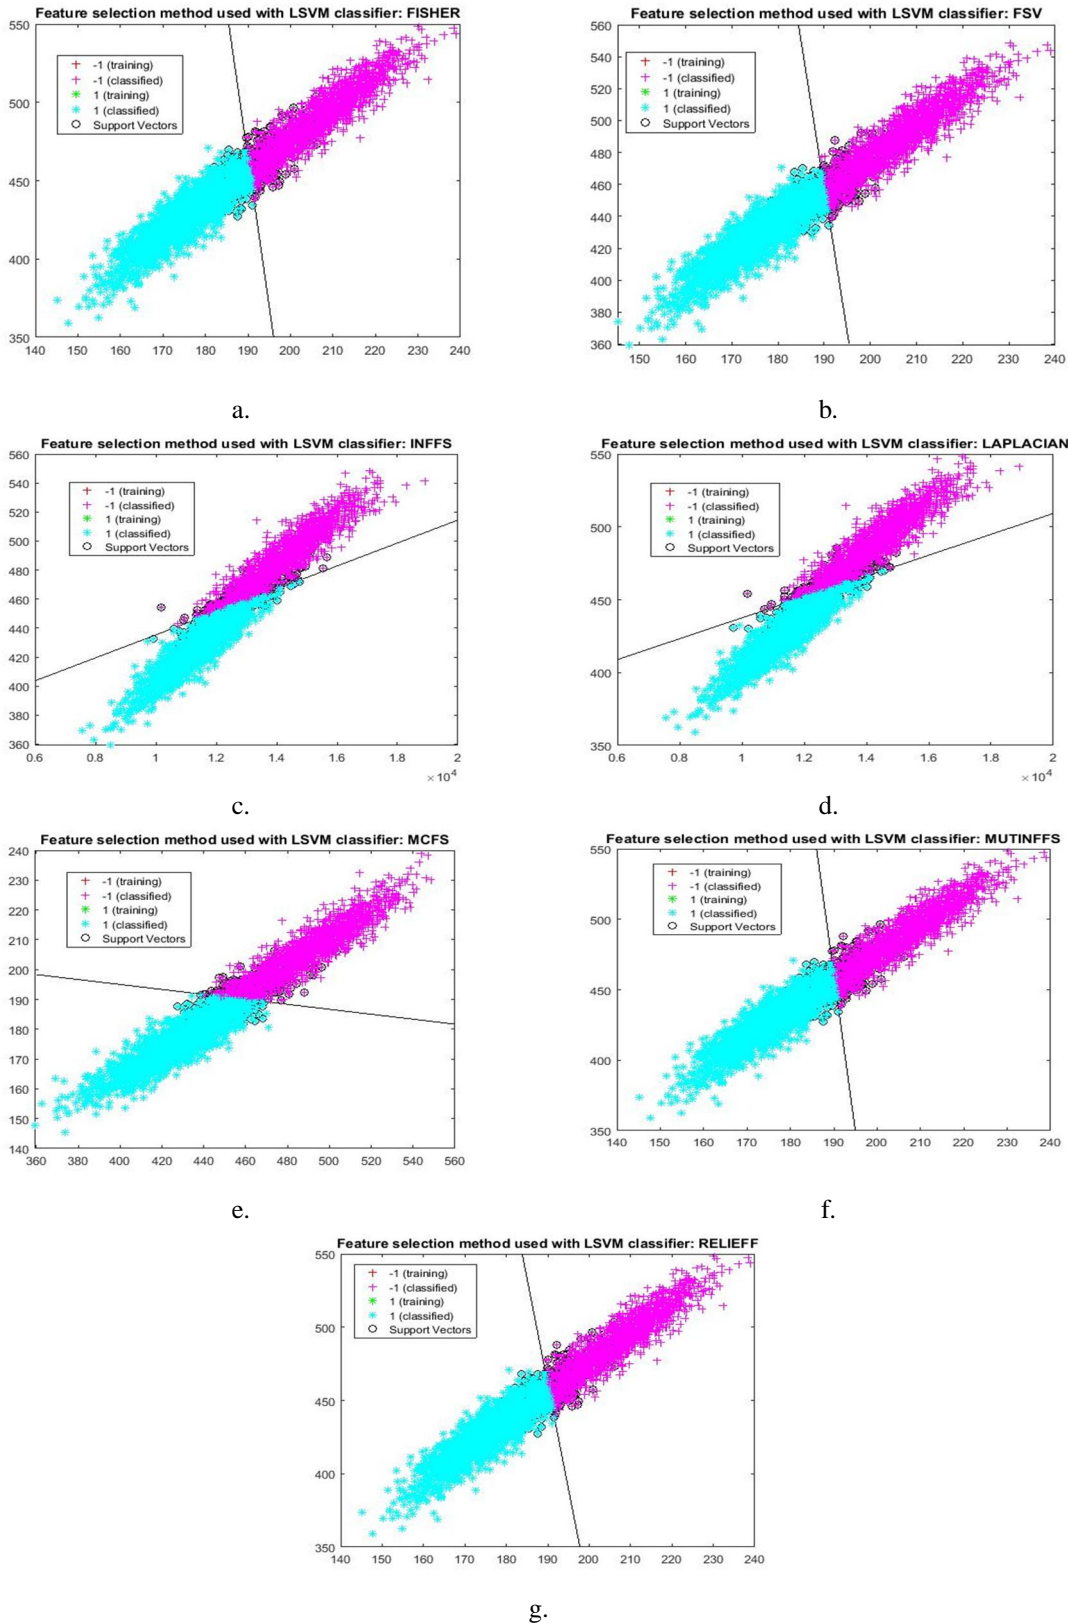 Feature selection method used with LSVM classifier: FISHER
550
500
450
400
350
140 160 180 200 220 240
-1 (training)
-1 (classified)
1 (training)
1 (classified)
Support Vectors
a.
Feature selection method used with LSVM classifier: FSV
560
540
520
500
480
460
440
420
400
380
360
150 160 170 180 190 200 210 220 230 240
-1 (training)
-1 (classified)
1 (training)
1 (classified)
Support Vectors
b.
Feature selection method used with LSVM classifier: INFFS
560
540
520
500
480
460
440
420
400
380
360
0.6 0.8 1 1.2 1.4 1.6 1.8 2
×10⁴
-1 (training)
-1 (classified)
1 (training)
1 (classified)
Support Vectors
c.
Feature selection method used with LSVM classifier: LAPLACIAN
550
500
450
400
350
0.6 0.8 1 1.2 1.4 1.6 1.8 2
×10⁴
-1 (training)
-1 (classified)
1 (training)
1 (classified)
Support Vectors
d.
Feature selection method used with LSVM classifier: MCFS
240
230
220
210
200
190
180
170
160
150
140
360 380 400 420 440 460 480 500 520 540 560
-1 (training)
-1 (classified)
1 (training)
1 (classified)
Support Vectors
e.
Feature selection method used with LSVM classifier: MUTINFFS
550
500
450
400
350
140 150 160 170 180 190 200 210 220 230 240
-1 (training)
-1 (classified)
1 (training)
1 (classified)
Support Vectors
f.
Feature selection method used with LSVM classifier: RELIEFF
550
500
450
400
350
140 150 160 170 180 190 200 210 220 230 240
-1 (training)
-1 (classified)
1 (training)
1 (classified)
Support Vectors
g.